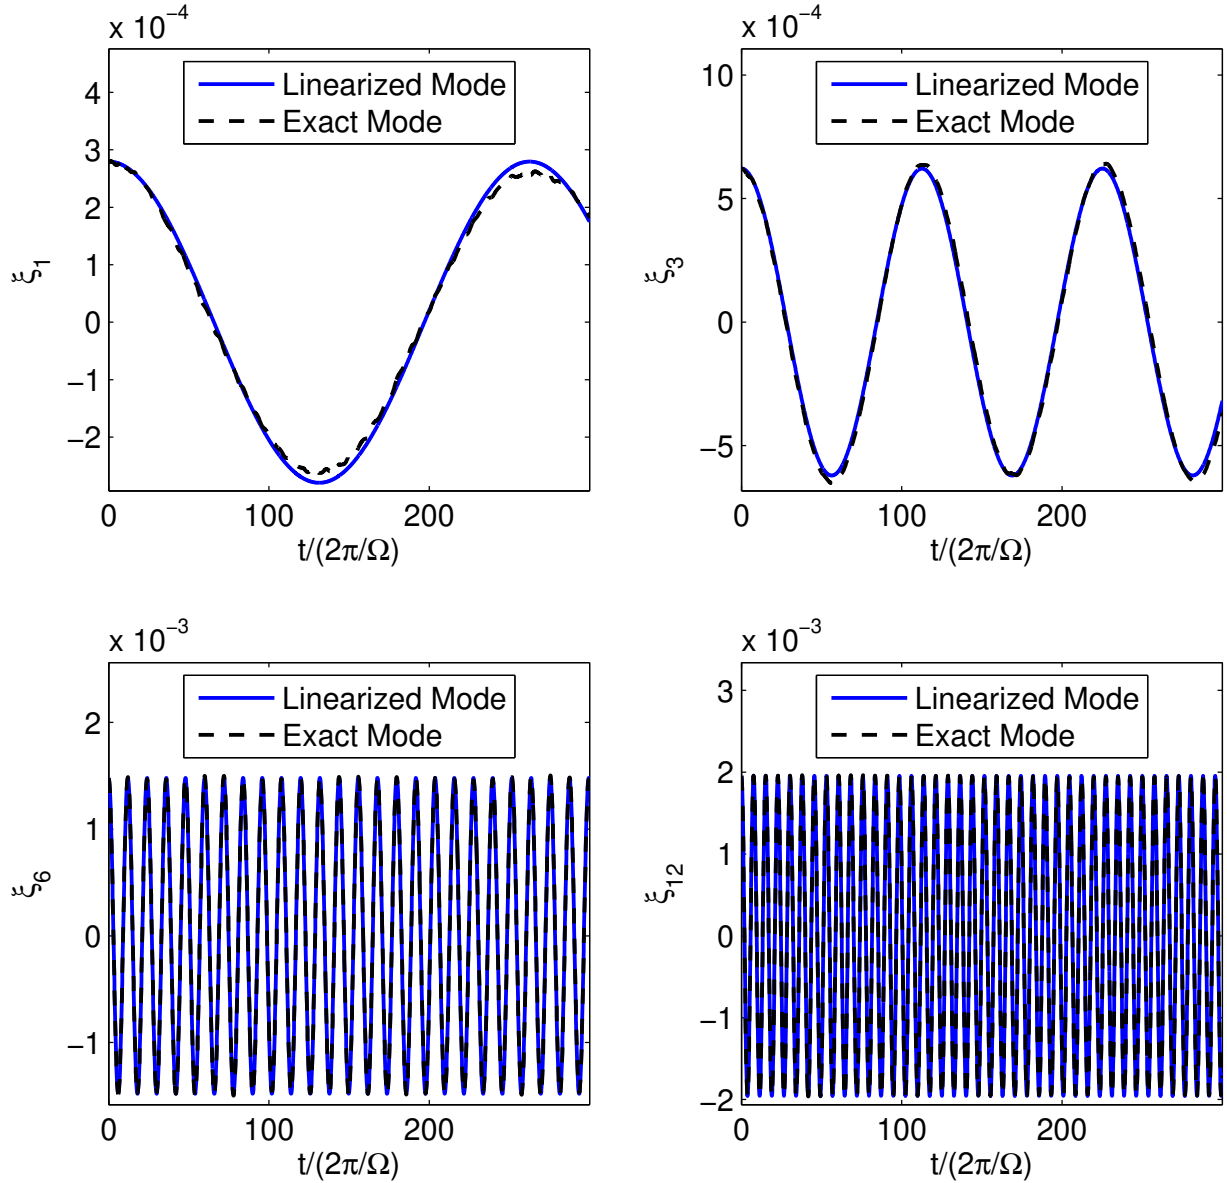 x 10⁻⁴
4
3
2
1
0
−1
−2
ξ₁
Linearized Mode
Exact Mode
0
100
200
t/(2π/Ω)
x 10⁻⁴
10
5
0
−5
ξ₃
Linearized Mode
Exact Mode
0
100
200
t/(2π/Ω)
x 10⁻³
2
1
0
−1
ξ₆
Linearized Mode
Exact Mode
0
100
200
t/(2π/Ω)
x 10⁻³
3
2
1
0
−1
−2
ξ₁₂
Linearized Mode
Exact Mode
0
100
200
t/(2π/Ω)